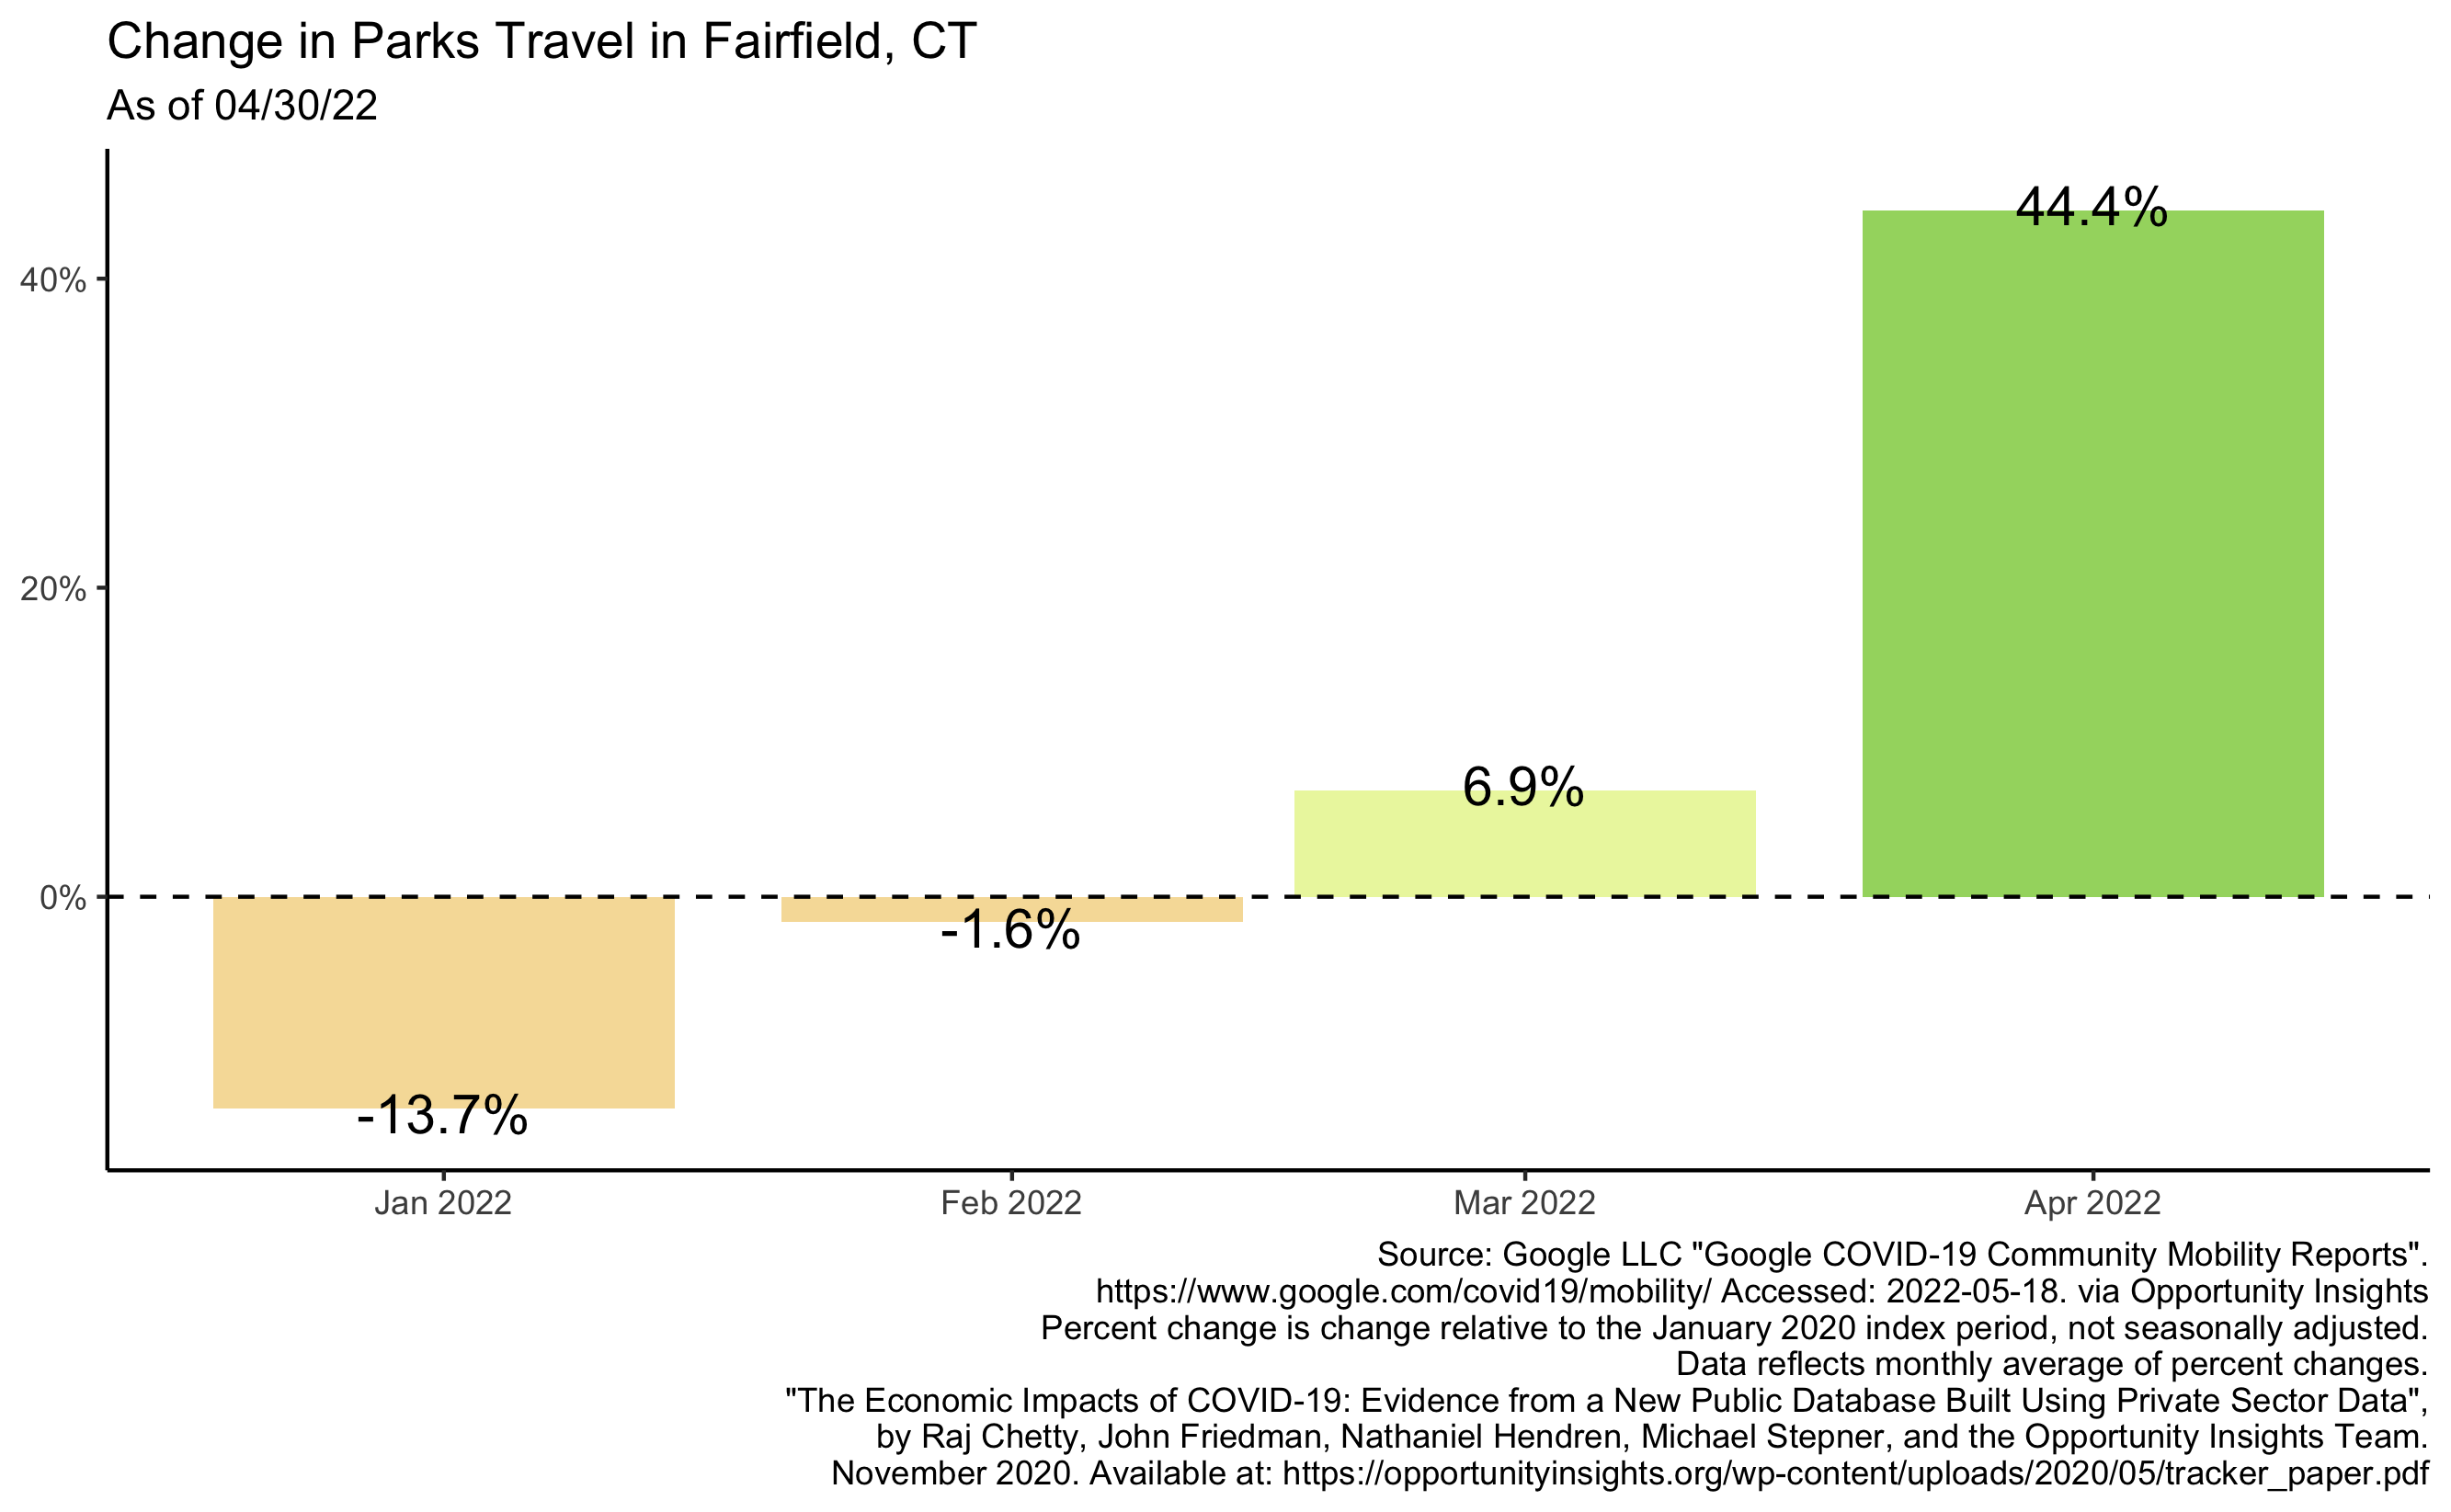 Change in Parks Travel in Fairfield, CT
As of 04/30/22
44.4%
40%
20%
6.9%
0%
-1.6%
-13.7%
Jan 2022 Feb 2022 Mar 2022 Apr 2022
Source: Google LLC "Google COVID-19 Community Mobility Reports".
https://www.google.com/covid19/mobility/ Accessed: 2022-05-18. via Opportunity Insights
Percent change is change relative to the January 2020 index period, not seasonally adjusted.
Data reflects monthly average of percent changes.
"The Economic Impacts of COVID-19: Evidence from a New Public Database Built Using Private Sector Data",
by Raj Chetty, John Friedman, Nathaniel Hendren, Michael Stepner, and the Opportunity Insights Team.
November 2020. Available at: https://opportunityinsights.org/wp-content/uploads/2020/05/tracker_paper.pdf